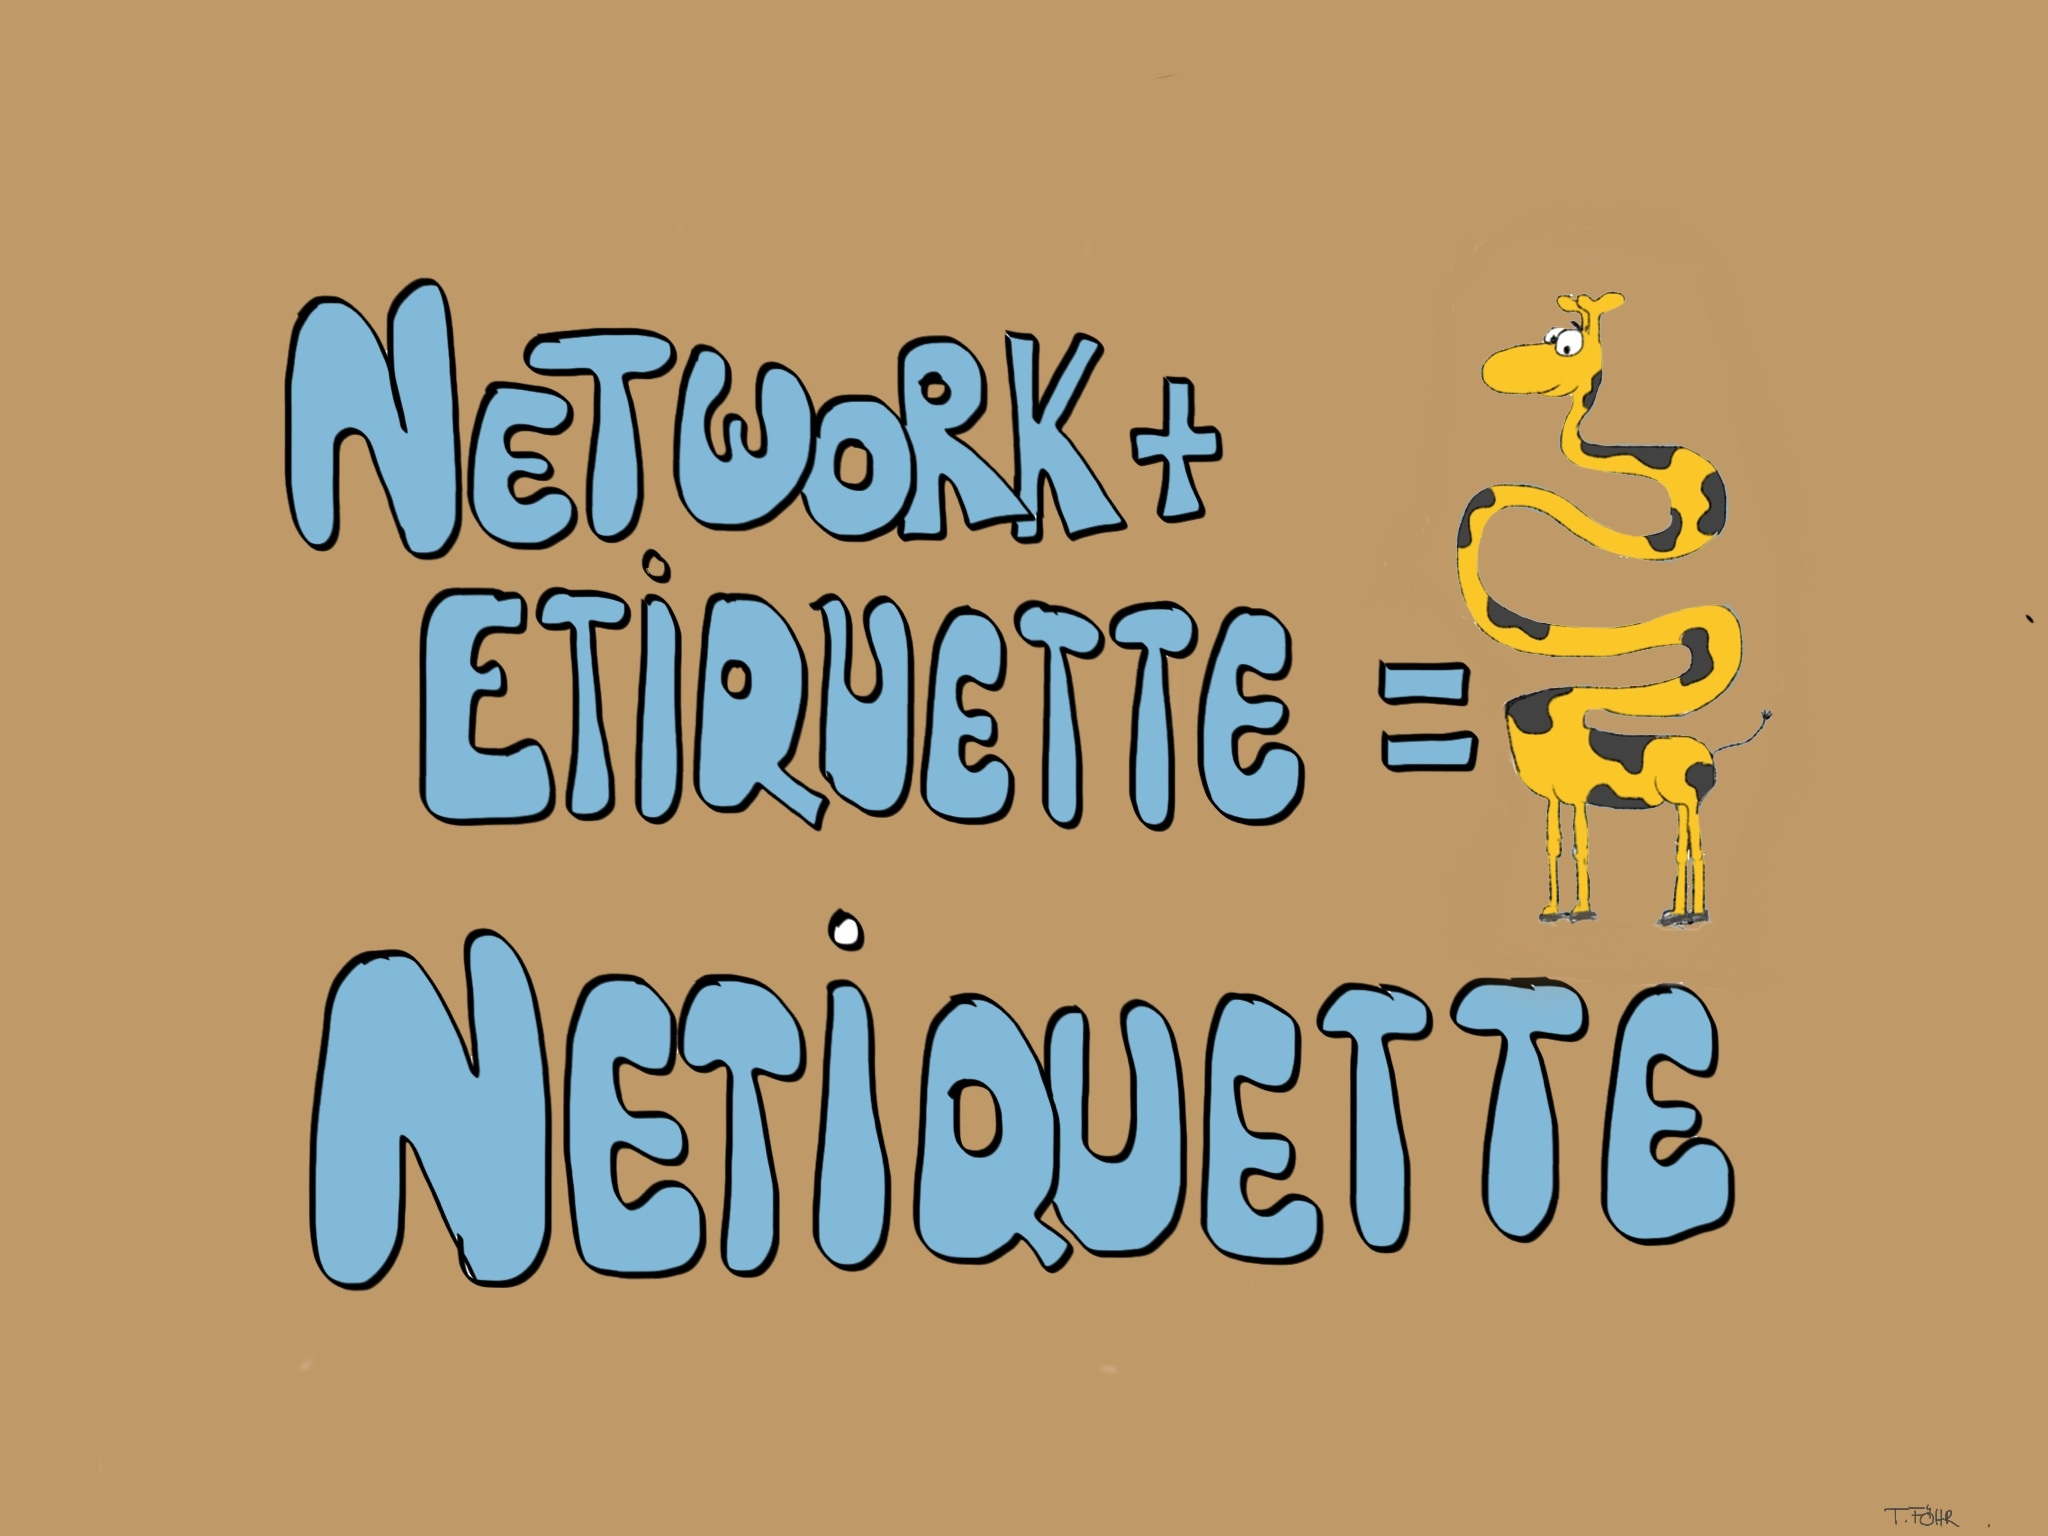 NETWORK +
ETIQUETTE =
NETIQUETTE
T. FÖHR